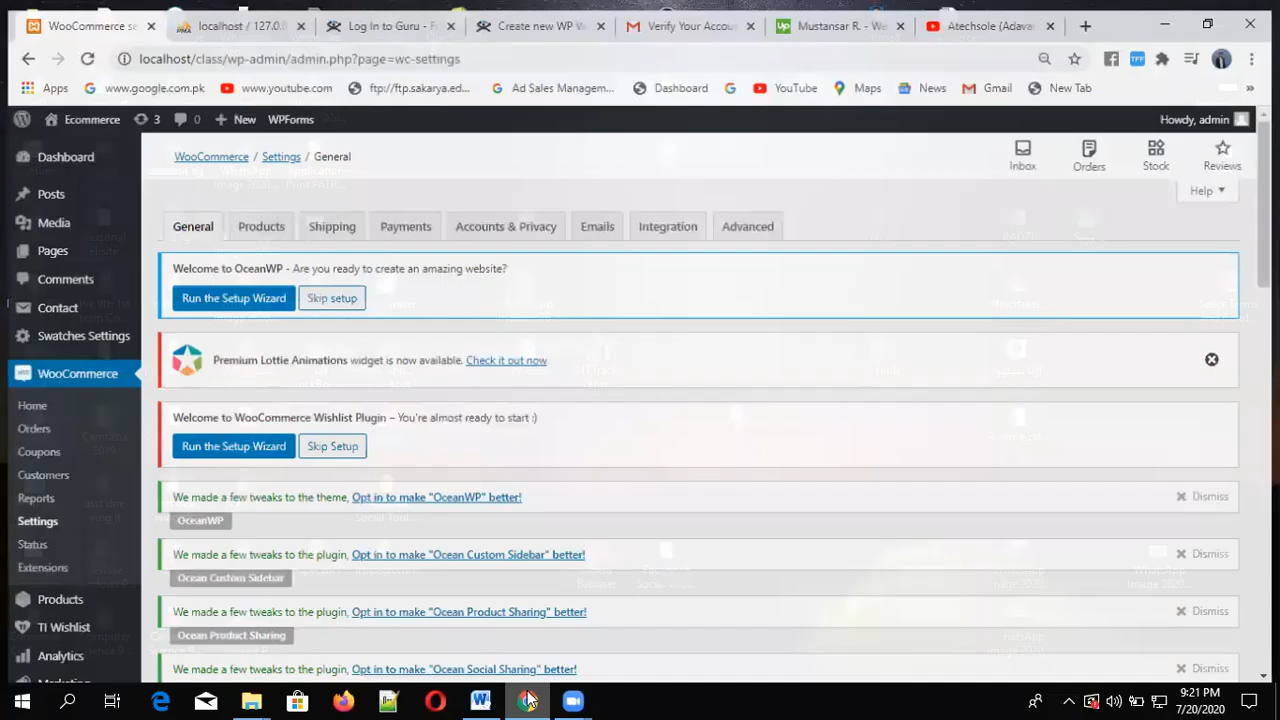 WooCommerce se
localhost / 127.0.0
Log In to Guru - F
Create new WP W
Verify Your Accou
Mustansar R. - We
Atechsole (Adavan
localhost/class/wp-admin/admin.php?page=wc-settings
Apps
www.google.com.pk
www.youtube.com
ftp://ftp.sakarya.ed...
Ad Sales Managem...
Dashboard
YouTube
Maps
News
Gmail
New Tab
Ecommerce
3
0
New
WPForms
Howdy, admin
Dashboard
Posts
Media
Pages
Comments
Contact
Swatches Settings
WooCommerce
Home
Orders
Coupons
Customers
Reports
Settings
Status
Extensions
Products
TI Wishlist
Analytics
Marketing
WooCommerce / Settings / General
Inbox
Orders
Stock
Reviews
Help
General
Products
Shipping
Payments
Accounts & Privacy
Emails
Integration
Advanced
Welcome to OceanWP - Are you ready to create an amazing website?
Run the Setup Wizard
Skip setup
Premium Lottie Animations widget is now available. Check it out now
Welcome to WooCommerce Wishlist Plugin – You're almost ready to start :)
Run the Setup Wizard
Skip Setup
We made a few tweaks to the theme, Opt in to make "OceanWP" better!
Dismiss
OceanWP
We made a few tweaks to the plugin, Opt in to make "Ocean Custom Sidebar" better!
Dismiss
Ocean Custom Sidebar
We made a few tweaks to the plugin, Opt in to make "Ocean Product Sharing" better!
Dismiss
Ocean Product Sharing
We made a few tweaks to the plugin, Opt in to make "Ocean Social Sharing" better!
Dismiss
9:21 PM
7/20/2020